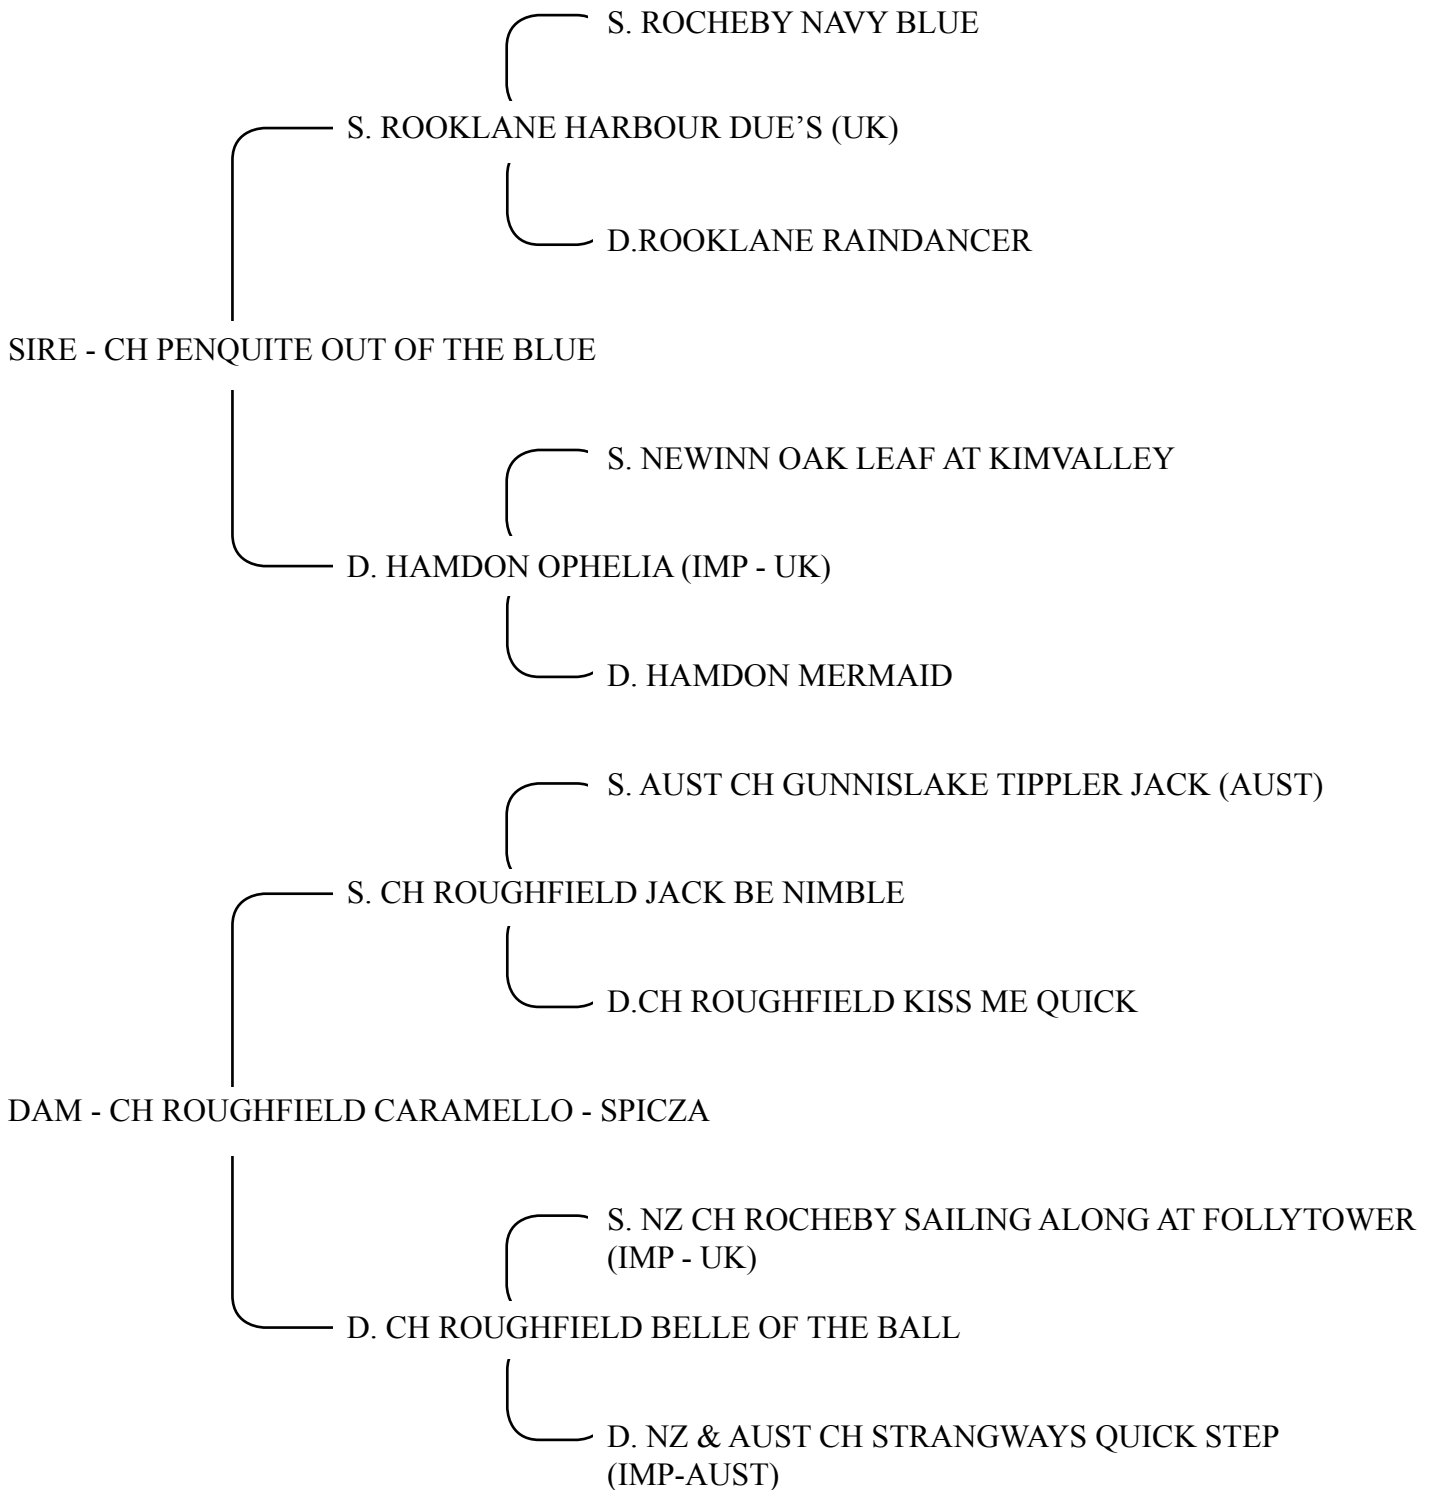 S. ROCHEBY NAVY BLUE
S. ROOKLANE HARBOUR DUE’S (UK)
D.ROOKLANE RAINDANCER
SIRE - CH PENQUITE OUT OF THE BLUE
S. NEWINN OAK LEAF AT KIMVALLEY
D. HAMDON OPHELIA (IMP - UK)
D. HAMDON MERMAID
S. AUST CH GUNNISLAKE TIPPLER JACK (AUST)
S. CH ROUGHFIELD JACK BE NIMBLE
D.CH ROUGHFIELD KISS ME QUICK
DAM - CH ROUGHFIELD CARAMELLO - SPICZA
S. NZ CH ROCHEBY SAILING ALONG AT FOLLYTOWER
(IMP - UK)
D. CH ROUGHFIELD BELLE OF THE BALL
D. NZ & AUST CH STRANGWAYS QUICK STEP
(IMP-AUST)